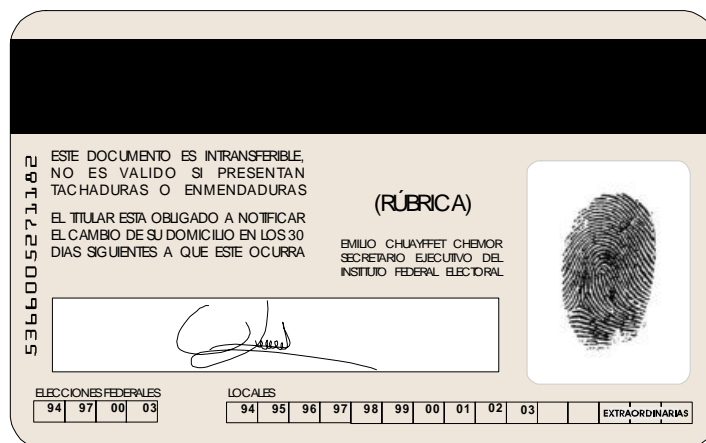 5366005271182
ESTE DOCUMENTO ES INTRANSFERIBLE,
NO ES VALIDO SI PRESENTAN
TACHADURAS O ENMENDADURAS
EL TITULAR ESTA OBLIGADO A NOTIFICAR
EL CAMBIO DE SU DOMICILIO EN LOS 30
DIAS SIGUIENTES A QUE ESTE OCURRA
(RÚBRICA)
EMILIO CHUAYFFET CHEMOR
SECRETARIO EJECUTIVO DEL
INSTITUTO FEDERAL ELECTORAL
ELECCIONES FEDERALES
94 97 00 03
LOCALES
94 95 96 97 98 99 00 01 02 03 EXTRAORDINARIAS